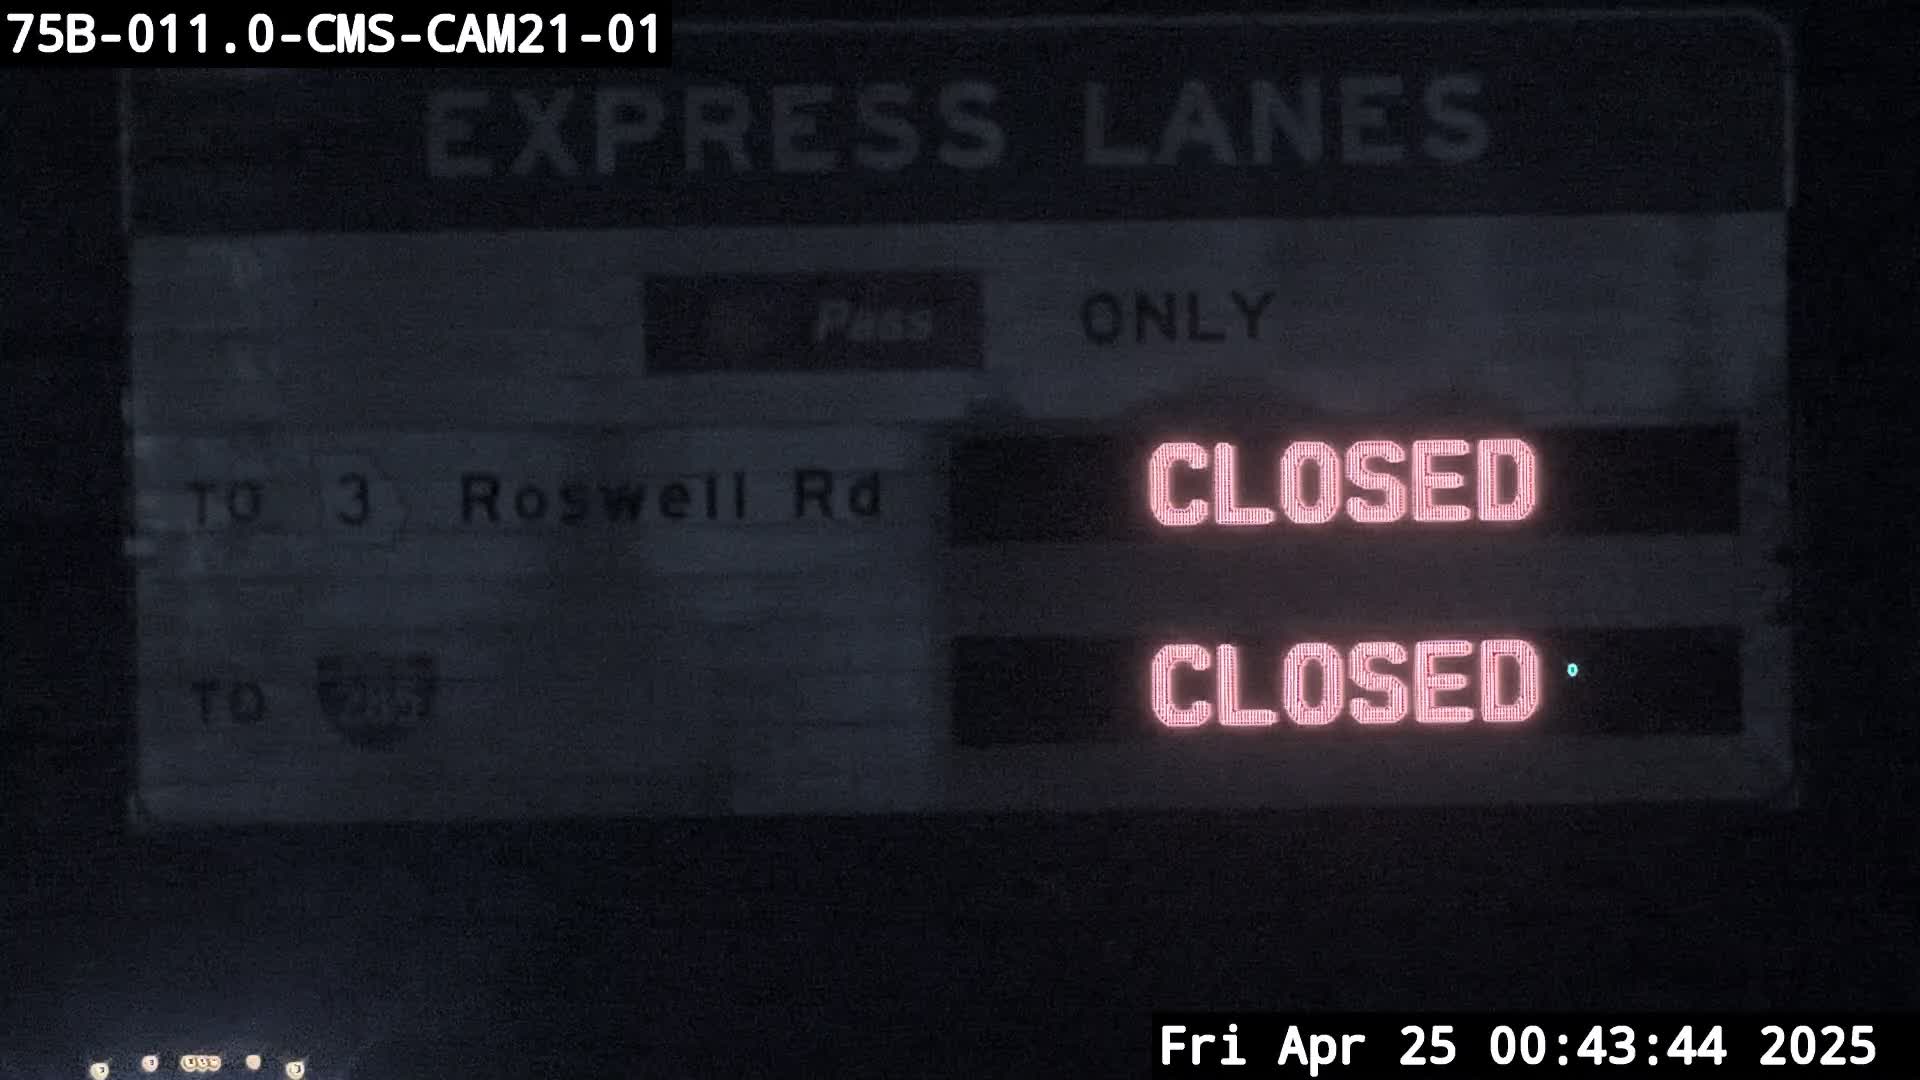 75B-011.0-CMS-CAM21-01
EXPRESS LANES
Pass ONLY
TO 3 Roswell Rd CLOSED
TO 285 CLOSED
Fri Apr 25 00:43:44 2025